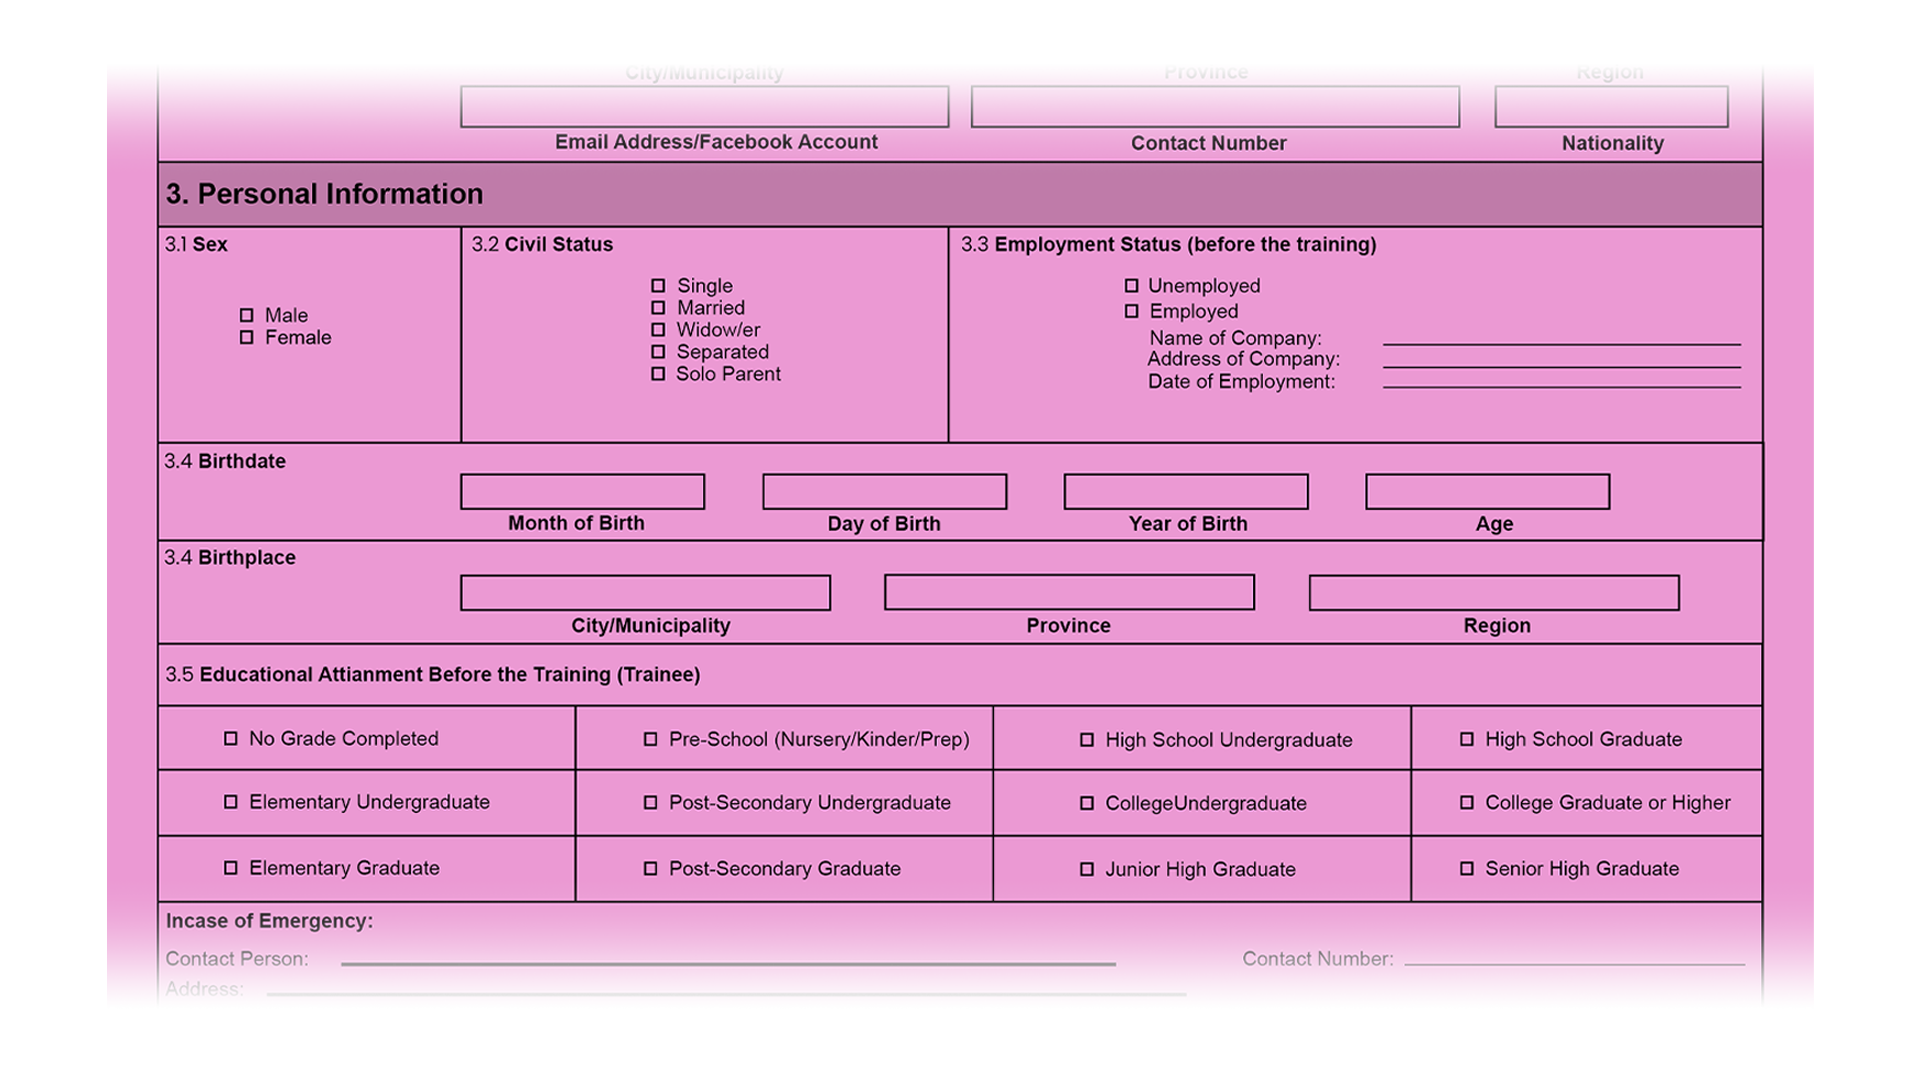 City/Municipality Province Region
Email Address/Facebook Account Contact Number Nationality
3. Personal Information
3.1 Sex
Male
Female
3.2 Civil Status
Single
Married
Widow/er
Separated
Solo Parent
3.3 Employment Status (before the training)
Unemployed
Employed
Name of Company:
Address of Company:
Date of Employment:
3.4 Birthdate
Month of Birth Day of Birth Year of Birth Age
3.4 Birthplace
City/Municipality Province Region
3.5 Educational Attianment Before the Training (Trainee)
No Grade Completed Pre-School (Nursery/Kinder/Prep) High School Undergraduate High School Graduate
Elementary Undergraduate Post-Secondary Undergraduate CollegeUndergraduate College Graduate or Higher
Elementary Graduate Post-Secondary Graduate Junior High Graduate Senior High Graduate
Incase of Emergency:
Contact Person: Contact Number:
Address: